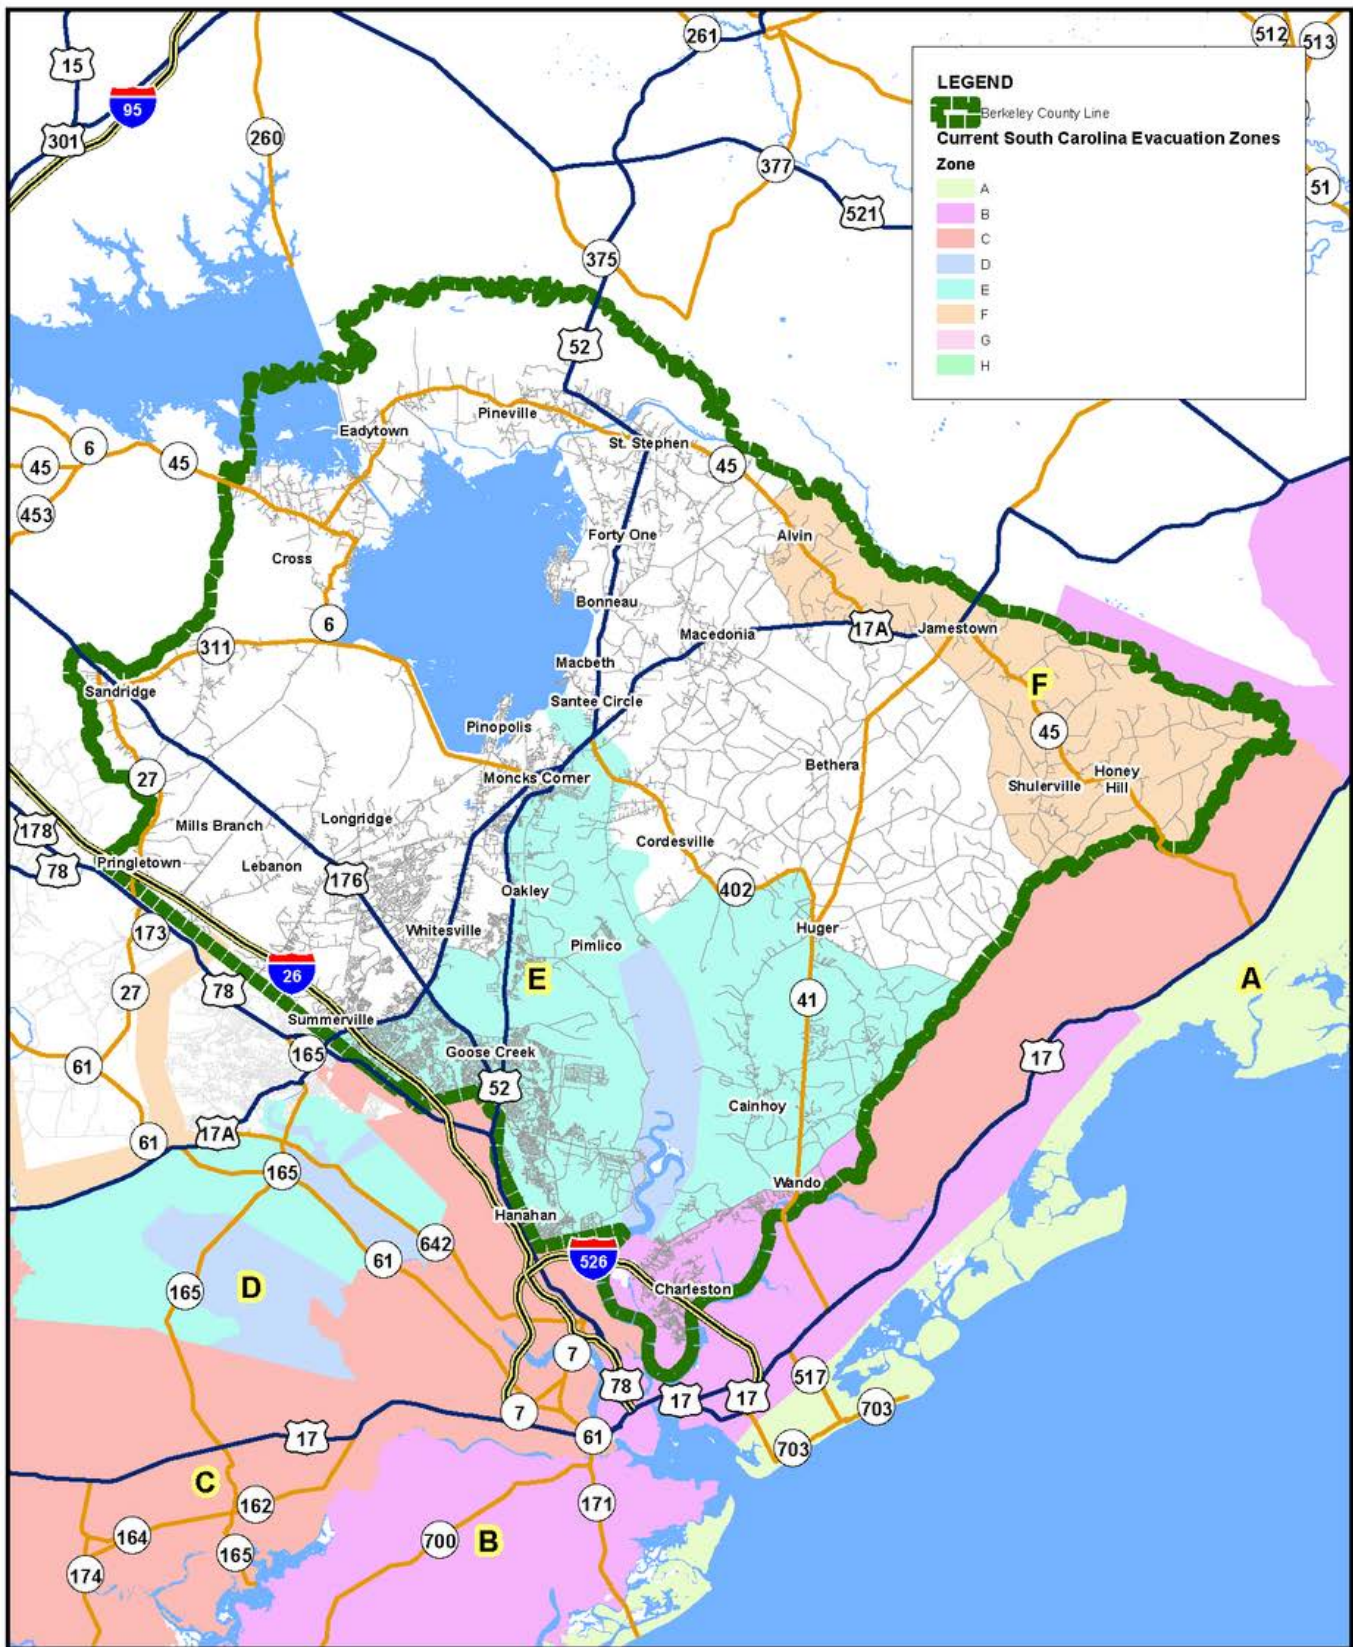 261
512
513
15
95
301
260
377
51
521
375
52
LEGEND
Berkeley County Line
Current South Carolina Evacuation Zones
Zone
A
B
C
D
E
F
G
H
Pineville
Eadytown
St. Stephen
6
45
45
45
453
Forty One
Alvin
Cross
Bonneau
6
Macedonia
17A
Jamestown
311
Macbeth
Sandridge
Santee Circle
F
Pinopolis
45
Bethera
Moncks Corner
27
Shulerville
Honey
Hill
Mills Branch
Longridge
178
Cordesville
78
Pringletown
Lebanon
176
Oakley
402
173
Whitesville
Huger
Pimlico
26
E
A
27
78
41
Summerville
165
Goose Creek
17
61
52
Cainhoy
17A
61
165
Wando
Hanahan
642
61
526
D
165
Charleston
7
517
78
17
17
7
703
17
61
703
C
162
171
164
700
B
165
174